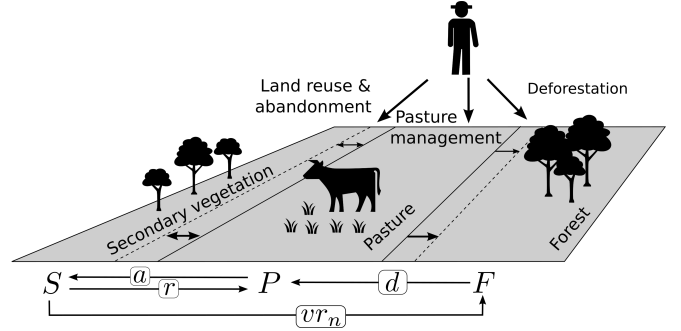 Land reuse &
abandonment
Pasture
management
Deforestation
Secondary vegetation
Pasture
Forest
S a r P d F
vr_n